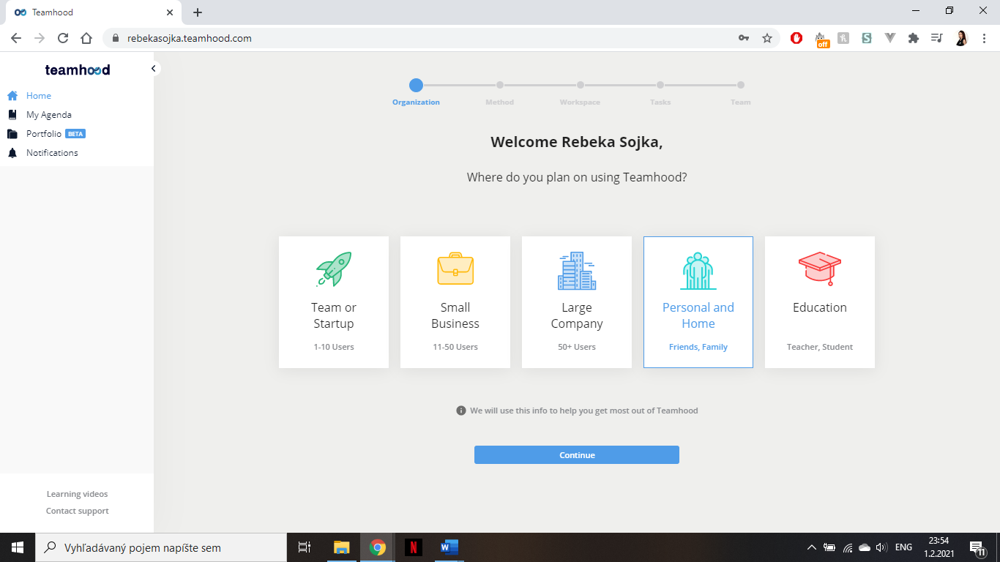 Teamhood
rebekasojka.teamhood.com
off
teamhood
Home
My Agenda
Portfolio BETA
Notifications
Organization
Method
Workspace
Tasks
Team
Welcome Rebeka Sojka,
Where do you plan on using Teamhood?
Team or
Startup
1-10 Users
Small
Business
11-50 Users
Large
Company
50+ Users
Personal and
Home
Friends, Family
Education
Teacher, Student
We will use this info to help you get most out of Teamhood
Continue
Learning videos
Contact support
Vyhľadávaný pojem napíšte sem
N
W
ENG
23:54
1.2.2021
11